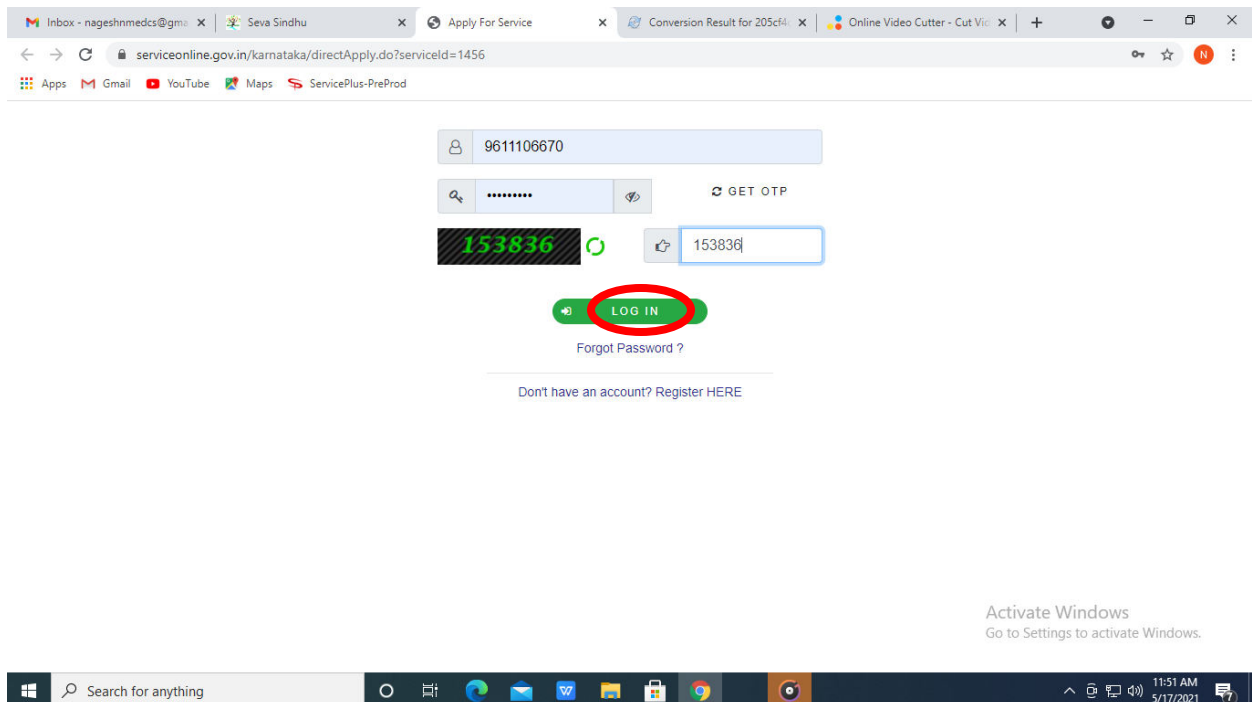 Inbox - nageshnmedcs@gma
Seva Sindhu
Apply For Service
Conversion Result for 205cf4
Online Video Cutter - Cut Vid
serviceonline.gov.in/karnataka/directApply.do?serviceId=1456
N
Apps
Gmail
YouTube
Maps
ServicePlus-PreProd
9611106670
•••••••••
GET OTP
153836
153836
LOG IN
Forgot Password ?
Don't have an account? Register HERE
Activate Windows
Go to Settings to activate Windows.
Search for anything
11:51 AM
5/17/2021
7